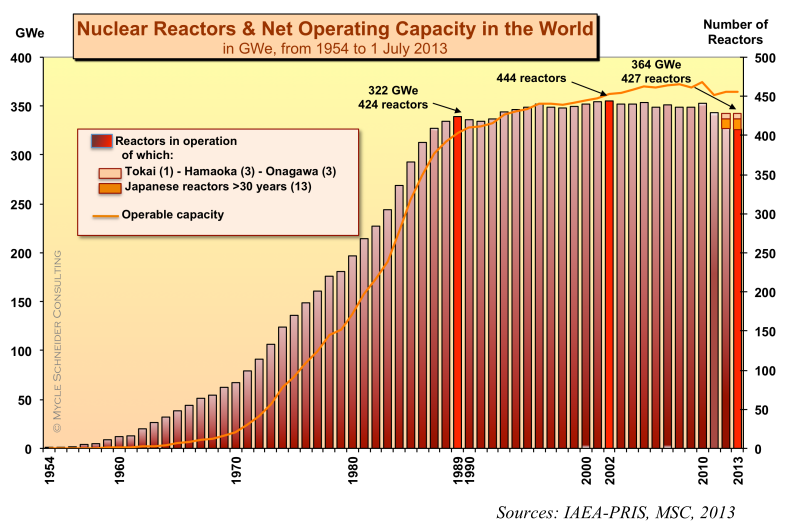 Nuclear Reactors & Net Operating Capacity in the World
in GWe, from 1954 to 1 July 2013
GWe
Number of
Reactors
400
350
300
250
200
150
100
50
0
500
450
400
350
300
250
200
150
100
50
0
322 GWe
424 reactors
444 reactors
364 GWe
427 reactors
Reactors in operation
of which:
Tokai (1) - Hamaoka (3) - Onagawa (3)
Japanese reactors >30 years (13)
Operable capacity
© Mycle Schneider Consulting
1954
1960
1970
1980
1989
1990
2000
2002
2010
2013
Sources: IAEA-PRIS, MSC, 2013